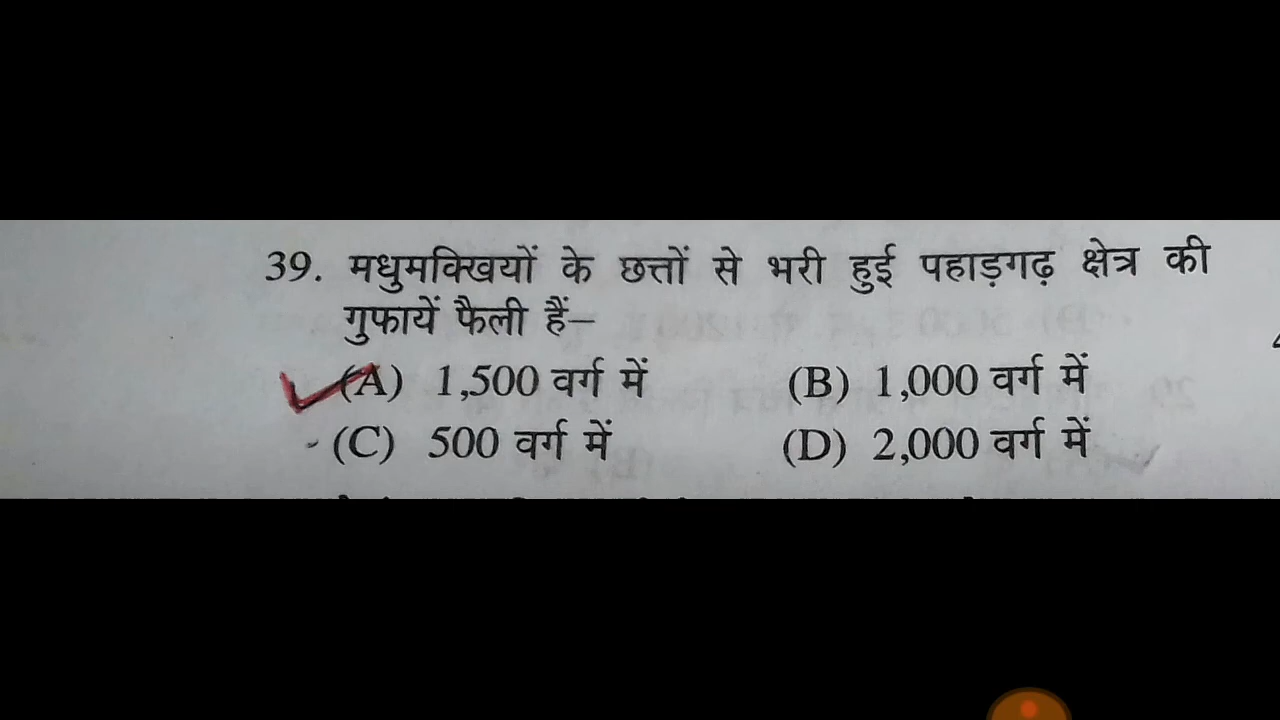 39. मधुमक्खियों के छत्तों से भरी हुई पहाड़गढ़ क्षेत्र की
गुफायें फैली हैं–
(A) 1,500 वर्ग में (B) 1,000 वर्ग में
(C) 500 वर्ग में (D) 2,000 वर्ग में